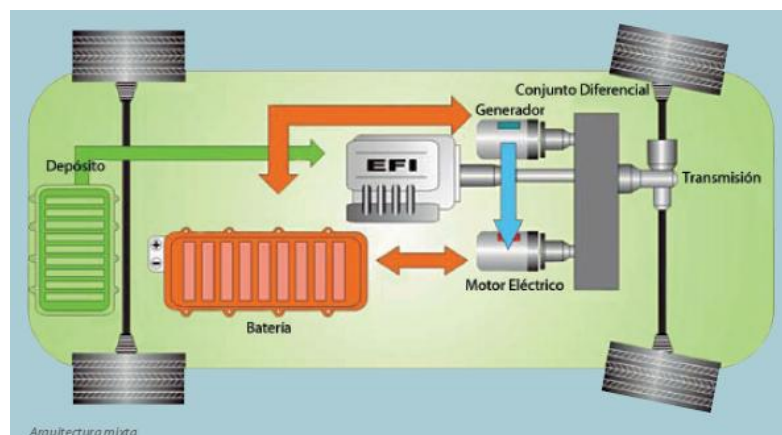 Conjunto Diferencial
Generador
Depósito
EFI
Transmisión
+
-
Motor Eléctrico
Batería
Arquitectura mixta